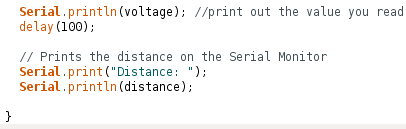 Serial.println(voltage); //print out the value you read
delay(100);
// Prints the distance on the Serial Monitor
Serial.print("Distance: ");
Serial.println(distance);
}